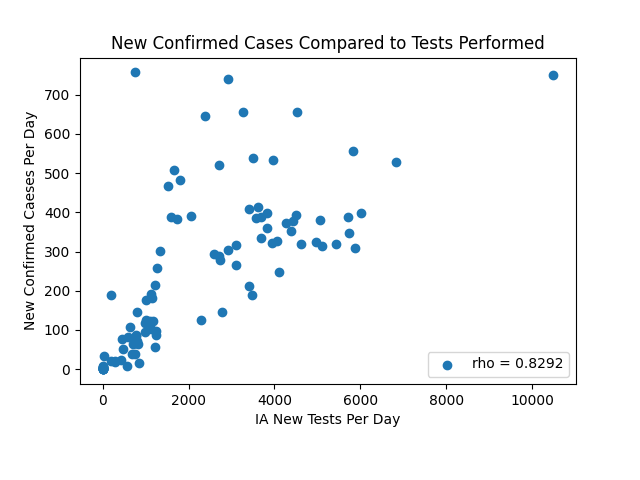 New Confirmed Cases Compared to Tests Performed
New Confirmed Caeses Per Day
700
600
500
400
300
200
100
0
rho = 0.8292
0 2000 4000 6000 8000 10000
IA New Tests Per Day